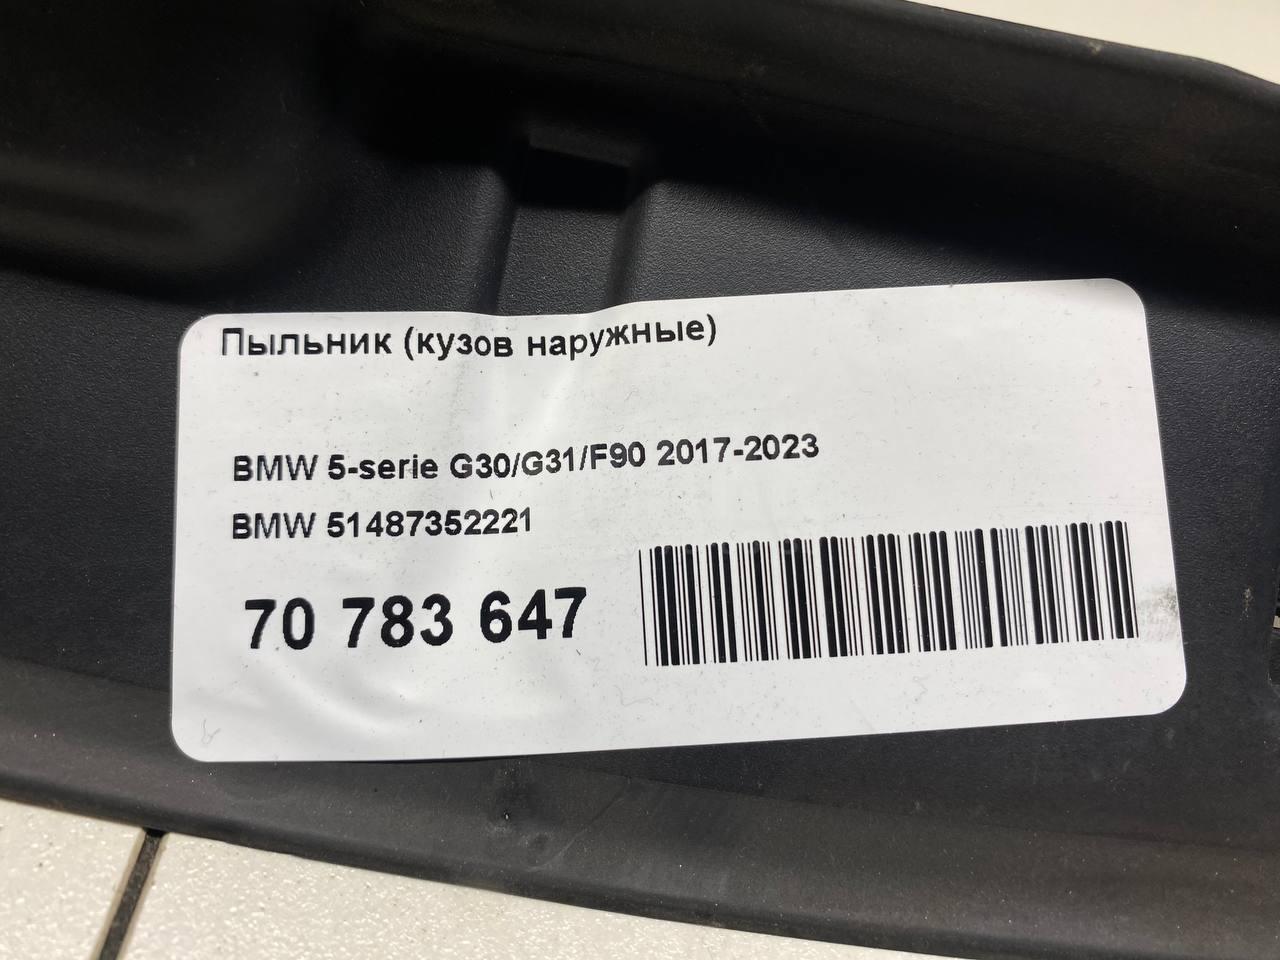 Пыльник (кузов наружные)
BMW 5-serie G30/G31/F90 2017-2023
BMW 51487352221
70 783 647